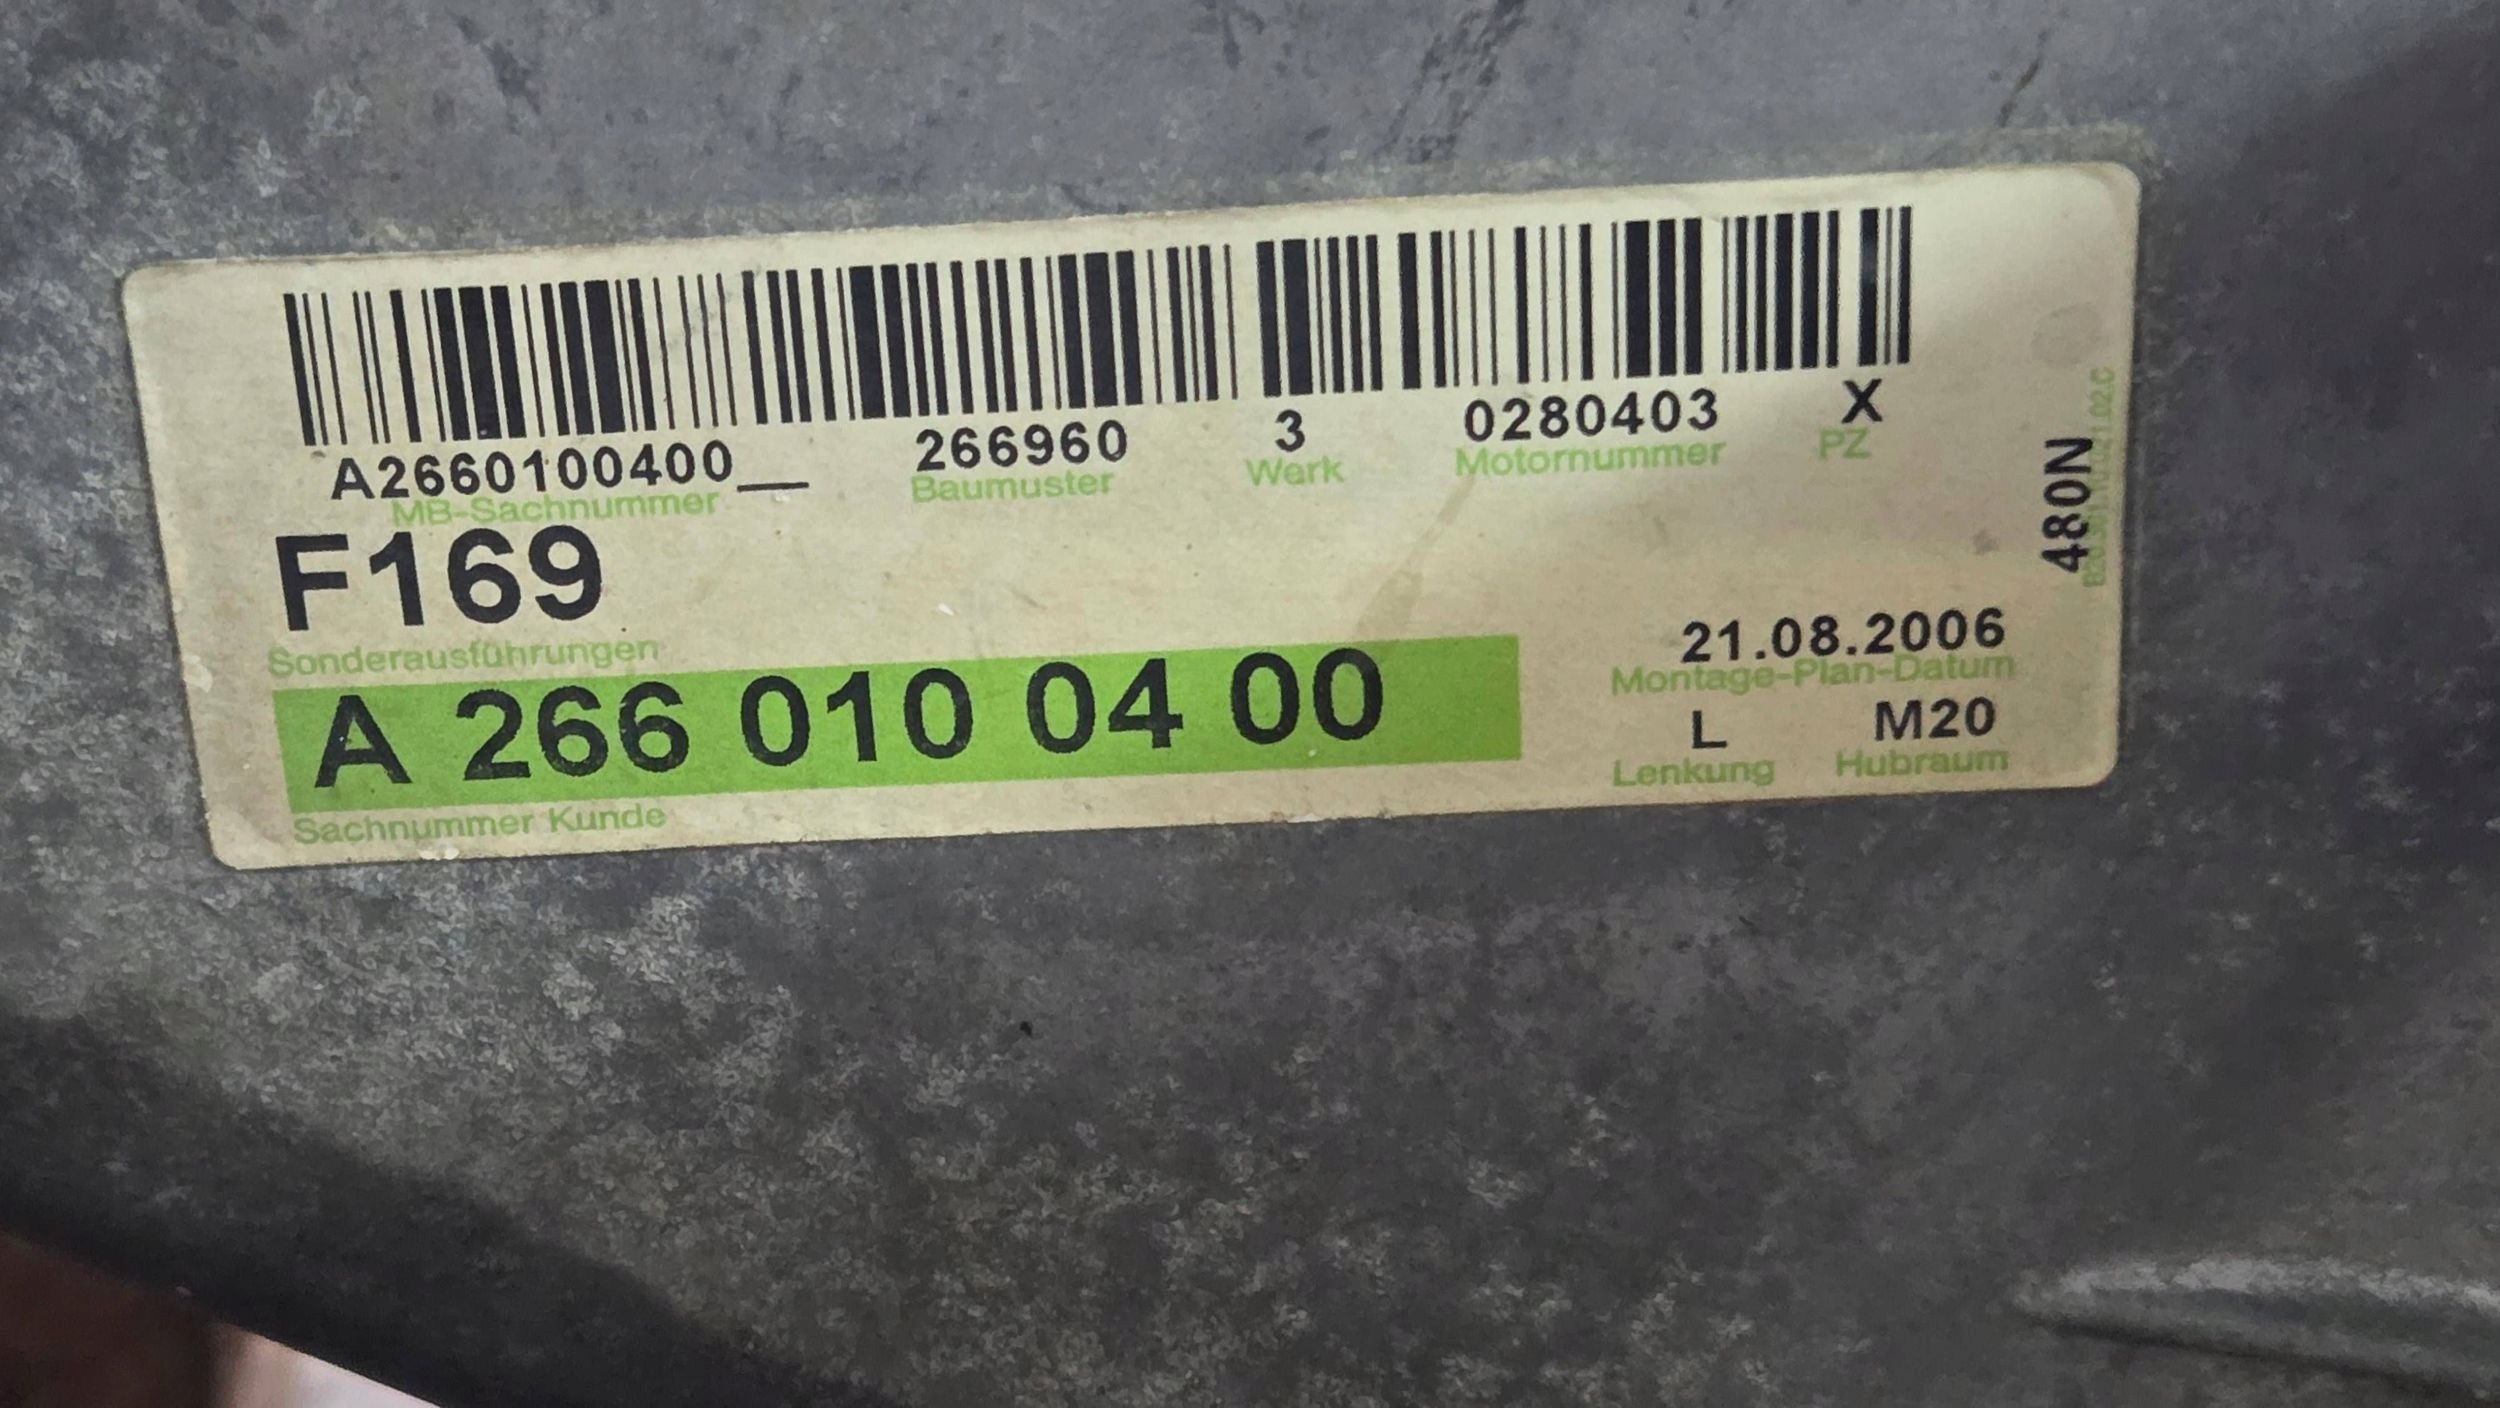 A2660100400__ 266960 3 0280403 X
MB-Sachnummer Baumuster Werk Motornummer PZ
F169
Sonderausführungen
A 266 010 04 00
Sachnummer Kunde
21.08.2006
Montage-Plan-Datum
L M20
Lenkung Hubraum
480N